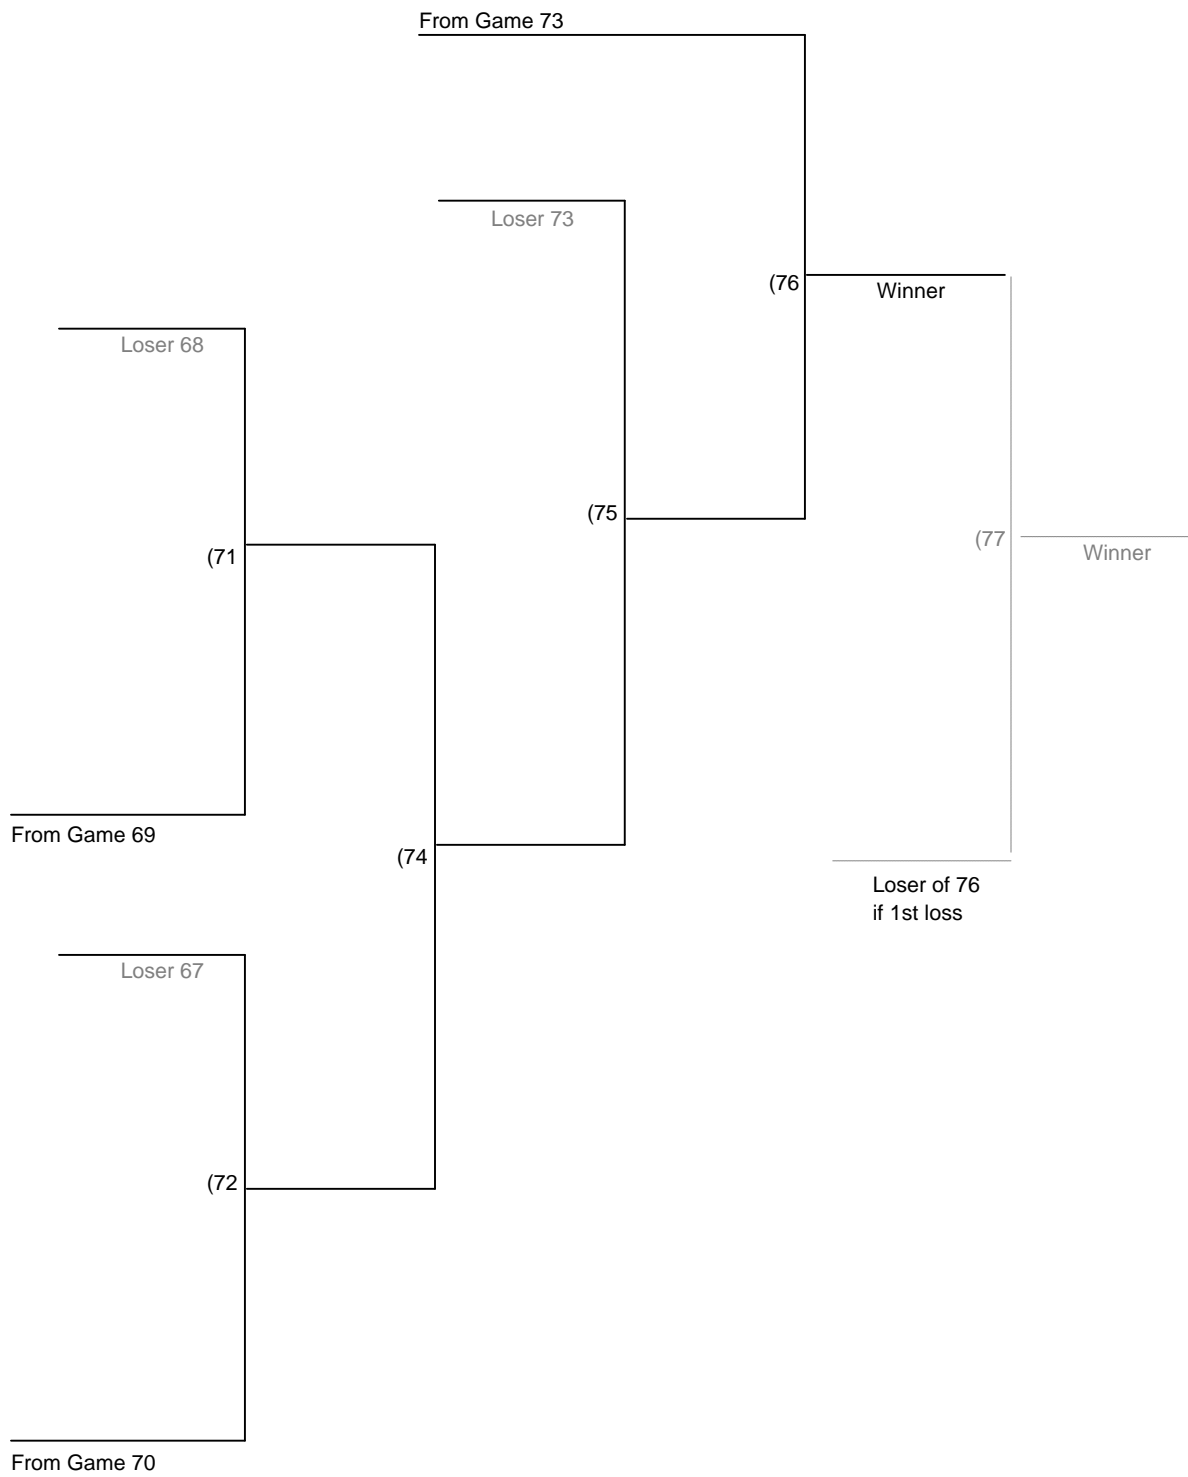 From Game 73
Loser 73
(76
Winner
Loser 68
(75
(77
Winner
(71
From Game 69
(74
Loser of 76
if 1st loss
Loser 67
(72
From Game 70